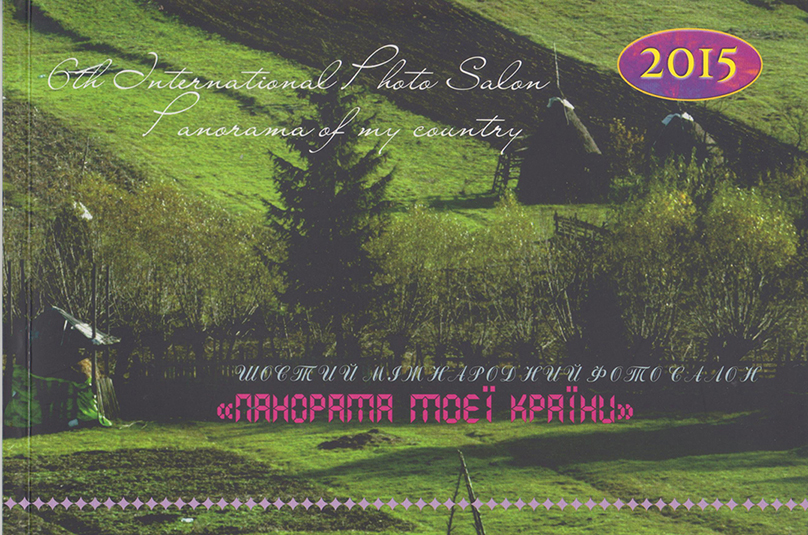 6th International Photo Salon
2015
Panorama of my country
ШОСТИЙ МІЖНАРОДНИЙ ФОТОСАЛОН
«ПАНОРАМА МОЄЇ КРАЇНИ»